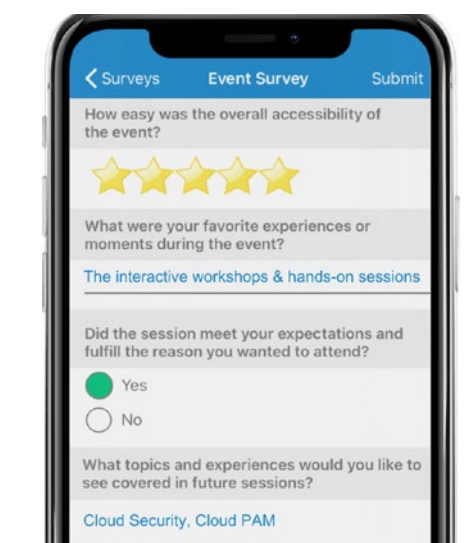 Surveys Event Survey Submit
How easy was the overall accessibility of
the event?
What were your favorite experiences or
moments during the event?
The interactive workshops & hands-on sessions
Did the session meet your expectations and
fulfill the reason you wanted to attend?
Yes
No
What topics and experiences would you like to
see covered in future sessions?
Cloud Security, Cloud PAM